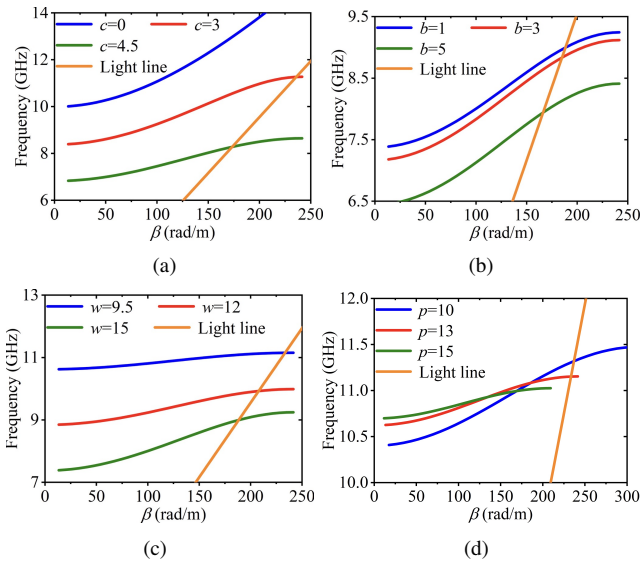 c=0
c=3
c=4.5
Light line
14
12
10
8
6
0
50
100
150
200
250
Frequency (GHz)
β (rad/m)
(a)
b=1
b=3
b=5
Light line
9.5
8.5
7.5
6.5
0
50
100
150
200
250
Frequency (GHz)
β (rad/m)
(b)
w=9.5
w=12
w=15
Light line
13
11
9
7
0
50
100
150
200
250
Frequency (GHz)
β (rad/m)
(c)
p=10
p=13
p=15
Light line
12.0
11.5
11.0
10.5
10.0
0
50
100
150
200
250
300
Frequency (GHz)
β (rad/m)
(d)